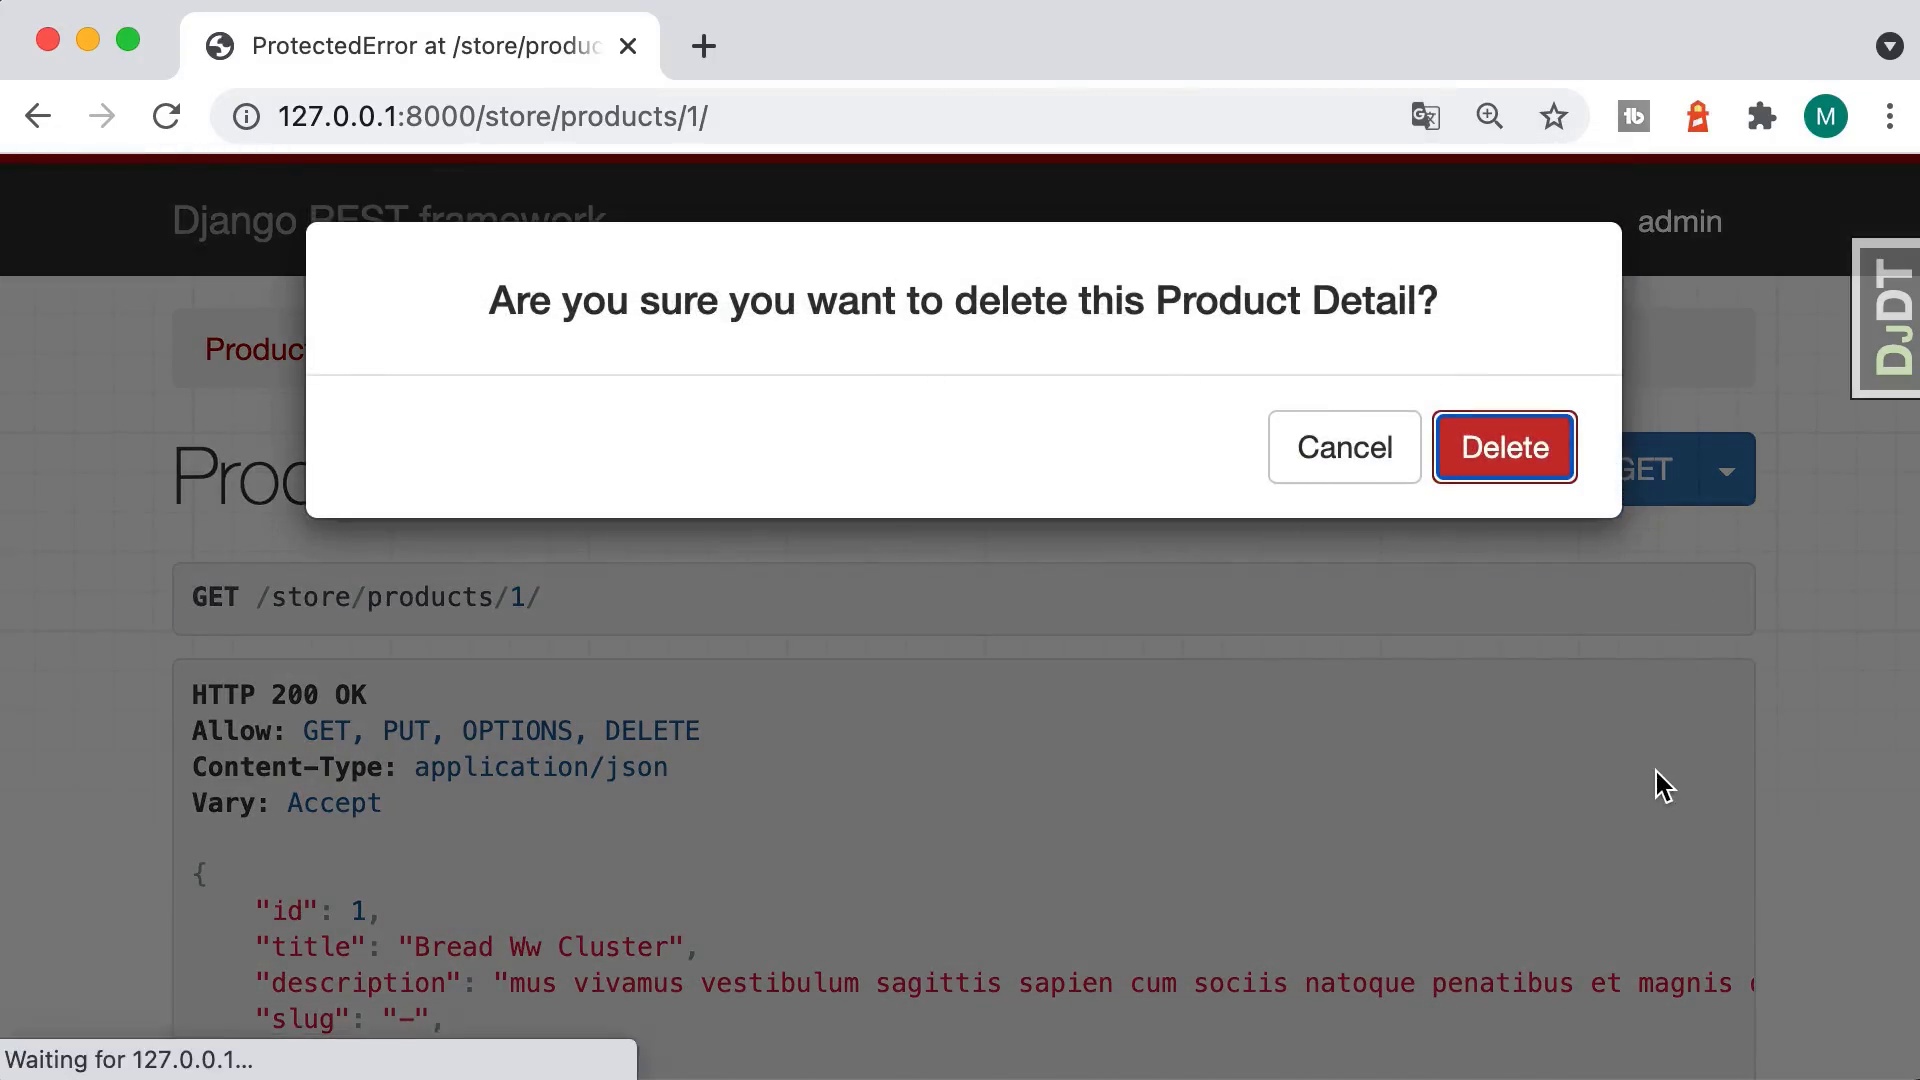 ProtectedError at /store/produc
127.0.0.1:8000/store/products/1/
M
Django REST framework
admin
Are you sure you want to delete this Product Detail?
DJDT
Produc
Cancel
Delete
Prod
GET
GET /store/products/1/
HTTP 200 OK
Allow: GET, PUT, OPTIONS, DELETE
Content-Type: application/json
Vary: Accept
{
"id": 1,
"title": "Bread Ww Cluster",
"description": "mus vivamus vestibulum sagittis sapien cum sociis natoque penatibus et magnis
"slug": "-",
Waiting for 127.0.0.1...